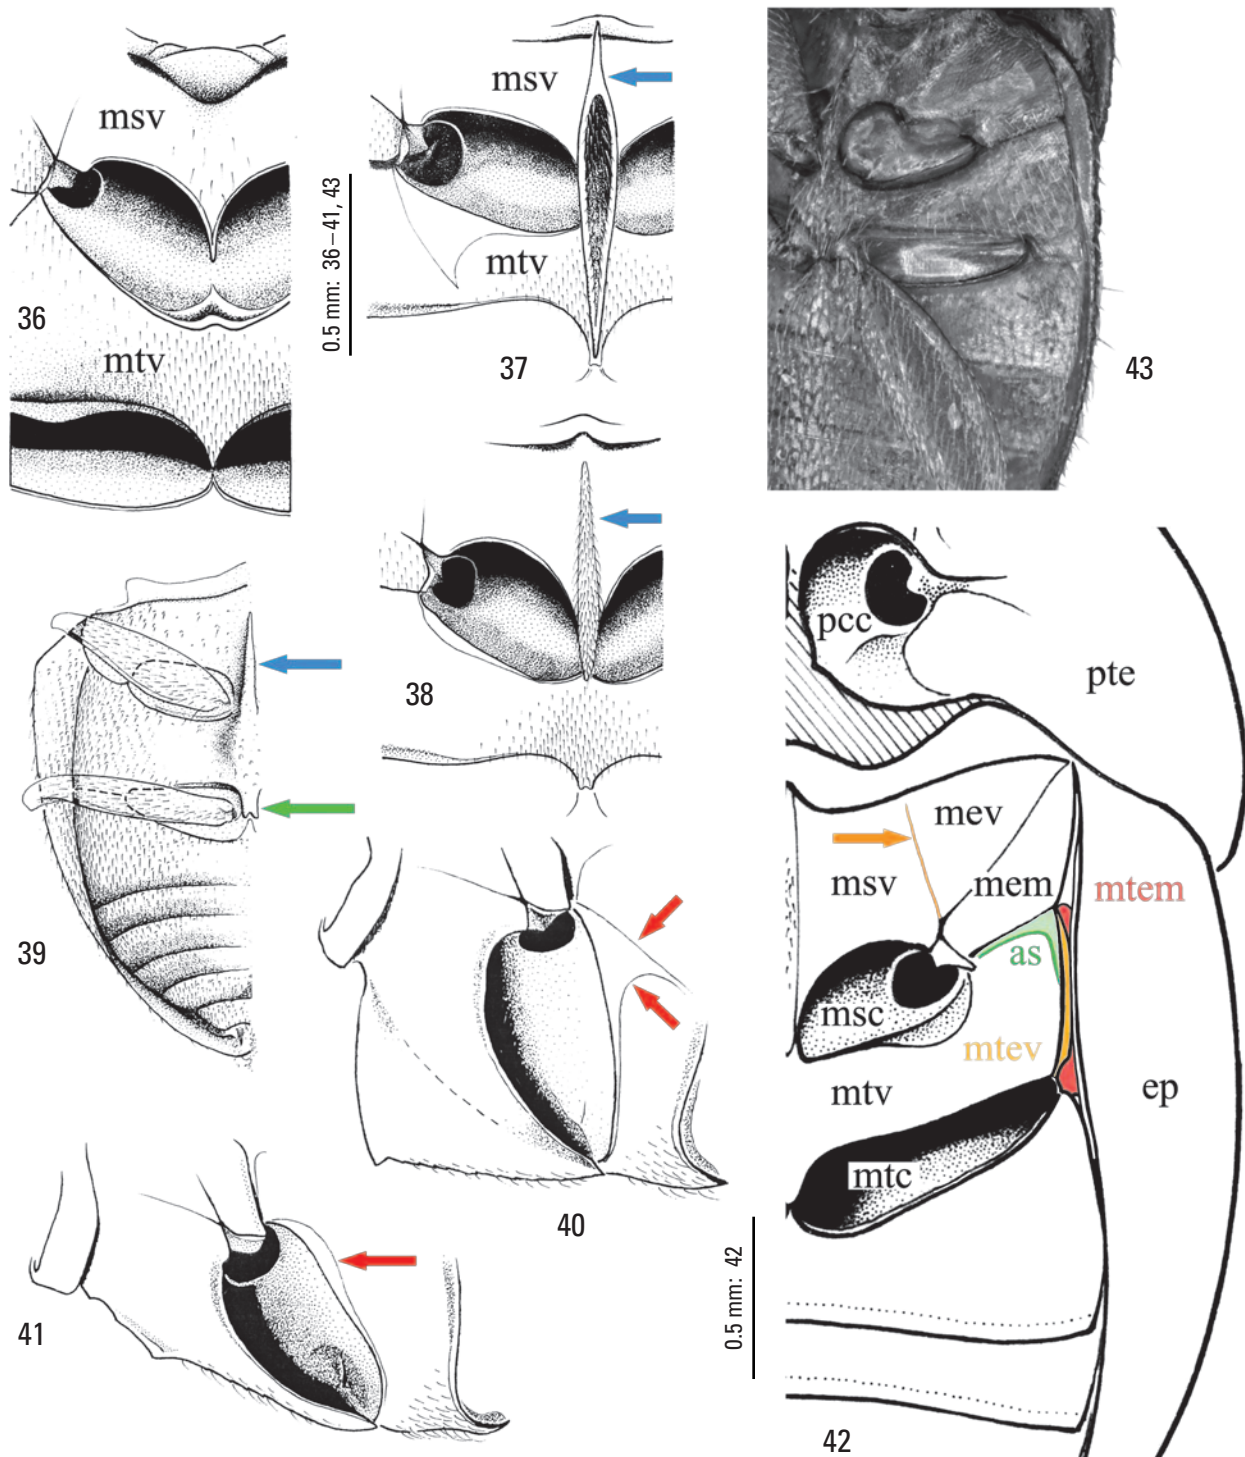 msv
36
mtv
msv
mtv
37
0.5 mm: 36–41, 43
43
38
39
40
41
pcc
pte
mev
msv
mem
mtem
as
msc
mtev
mtv
ep
mtc
0.5 mm: 42
42